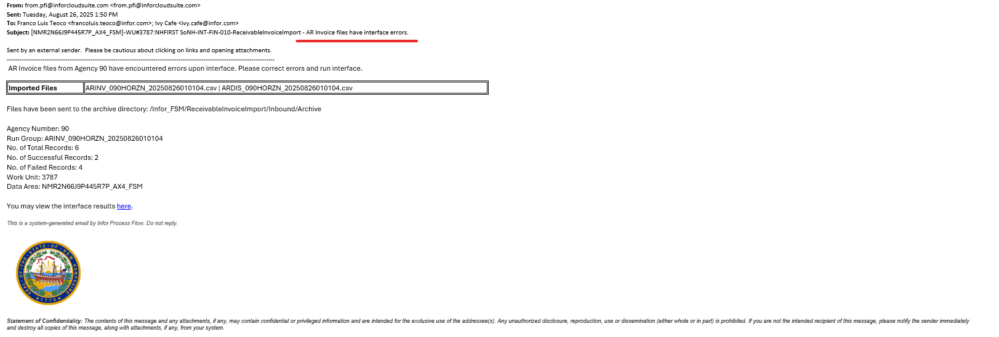 From: from.pfi@inforcloudsuite.com <from.pfi@inforcloudsuite.com>
Sent: Tuesday, August 26, 2025 1:50 PM
To: Franco Luis Teoco <francoluis.teoco@infor.com>; Ivy Cafe <ivy.cafe@infor.com>
Subject: [NMR2N66J9P445R7P_AX4_FSM]-WU#3787:NHFIRST SoNH-INT-FIN-010-ReceivableInvoiceImport - AR Invoice files have interface errors.
Sent by an external sender.  Please be cautious about clicking on links and opening attachments.
AR Invoice files from Agency 90 have encountered errors upon interface. Please correct errors and run interface.
Imported Files ARINV_090HORZN_20250826010104.csv | ARDIS_090HORZN_20250826010104.csv
Files have been sent to the archive directory: /Infor_FSM/ReceivableInvoiceImport/Inbound/Archive
Agency Number: 90
Run Group: ARINV_090HORZN_20250826010104
No. of Total Records: 6
No. of Successful Records: 2
No. of Failed Records: 4
Work Unit: 3787
Data Area: NMR2N66J9P445R7P_AX4_FSM
You may view the interface results here.
This is a system-generated email by Infor Process Flow. Do not reply.
SEAL · OF · THE · STATE · OF · NEW HAMPSHIRE
1776
Statement of Confidentiality: The contents of this message and any attachments, if any, may contain confidential or privileged information and are intended for the exclusive use of the addressee(s). Any unauthorized disclosure, reproduction, use or dissemination (either whole or in part) is prohibited. If you are not the intended recipient of this message, please notify the sender immediately
and destroy all copies of this message, along with attachments, if any, from your system.